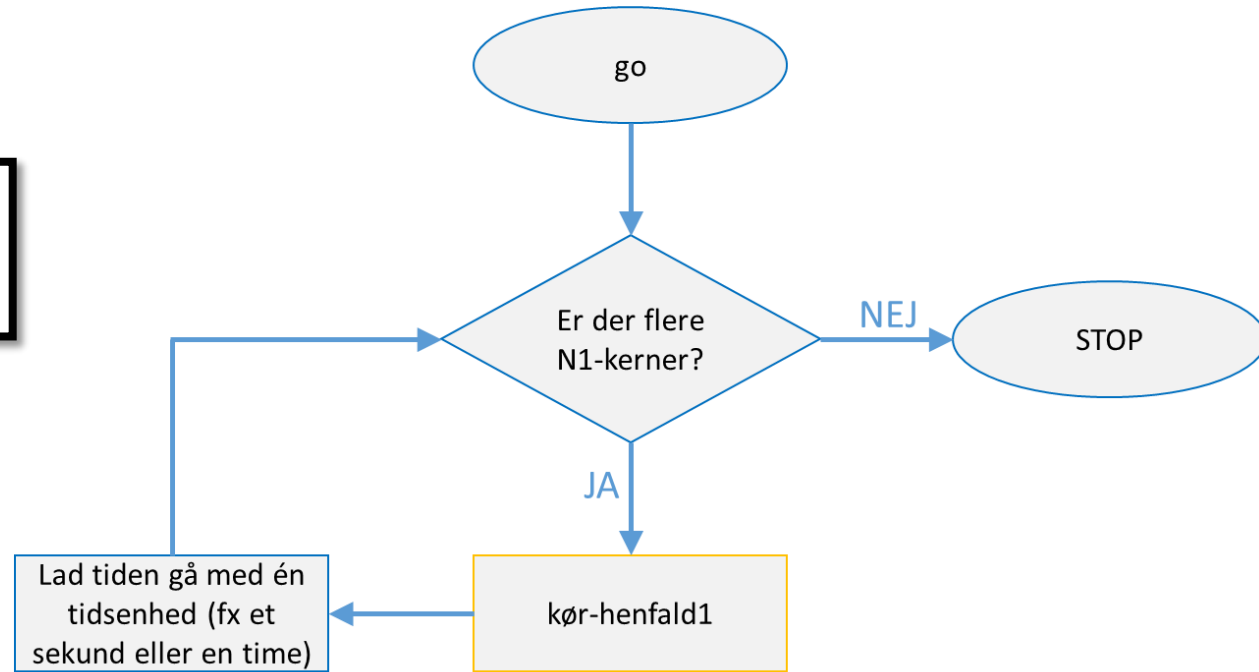 go
Er der flere
N1-kerner?
NEJ
STOP
JA
kør-henfald1
Lad tiden gå med én
tidsenhed (fx et
sekund eller en time)